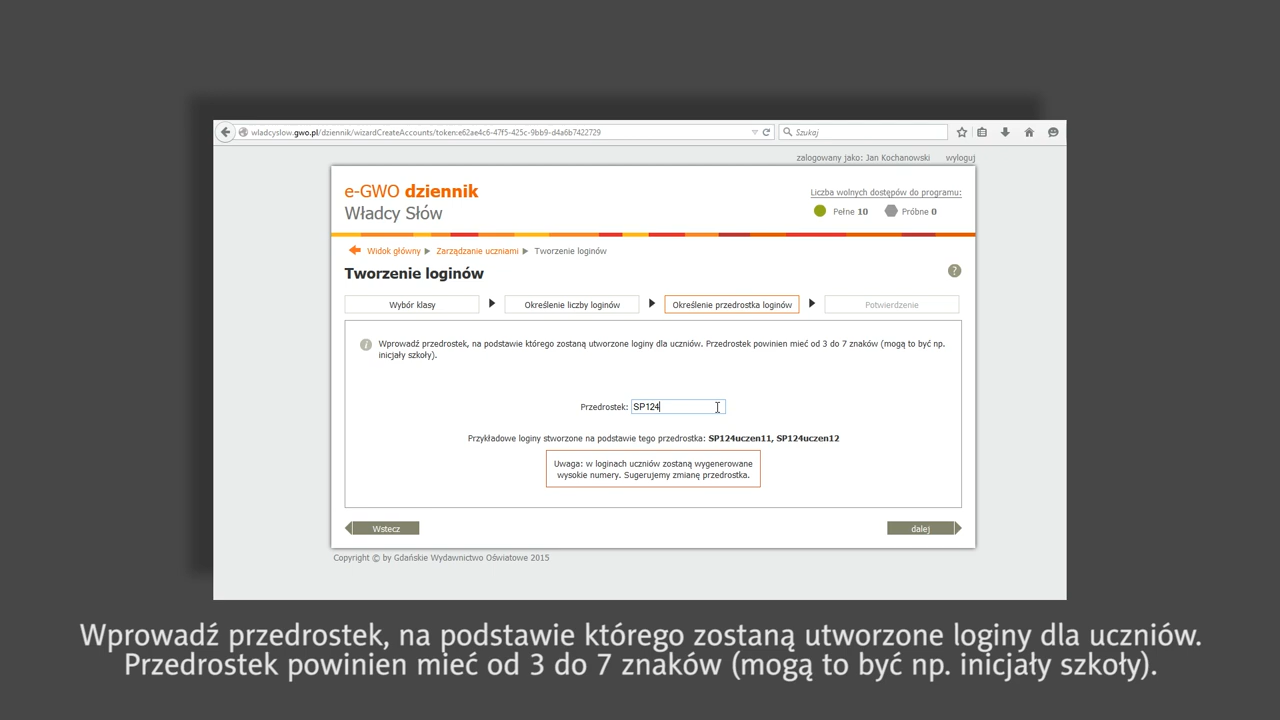 wladcyslow.gwo.pl/dziennik/wizardCreateAccounts/token:e62ae4c6-47f5-425c-9bb9-d4a6b7422729
Szukaj
zalogowany jako: Jan Kochanowski wyloguj
e-GWO dziennik
Władcy Słów
Liczba wolnych dostępów do programu:
Pełne 10 Próbne 0
Widok główny Zarządzanie uczniami Tworzenie loginów
Tworzenie loginów
?
Wybór klasy Określenie liczby loginów Określenie przedrostka loginów Potwierdzenie
i
Wprowadź przedrostek, na podstawie którego zostaną utworzone loginy dla uczniów. Przedrostek powinien mieć od 3 do 7 znaków (mogą to być np.
inicjały szkoły).
Przedrostek: SP124
Przykładowe loginy stworzone na podstawie tego przedrostka: SP124uczen11, SP124uczen12
Uwaga: w loginach uczniów zostaną wygenerowane
wysokie numery. Sugerujemy zmianę przedrostka.
Wstecz dalej
Copyright © by Gdańskie Wydawnictwo Oświatowe 2015
Wprowadź przedrostek, na podstawie którego zostaną utworzone loginy dla uczniów.
Przedrostek powinien mieć od 3 do 7 znaków (mogą to być np. inicjały szkoły).